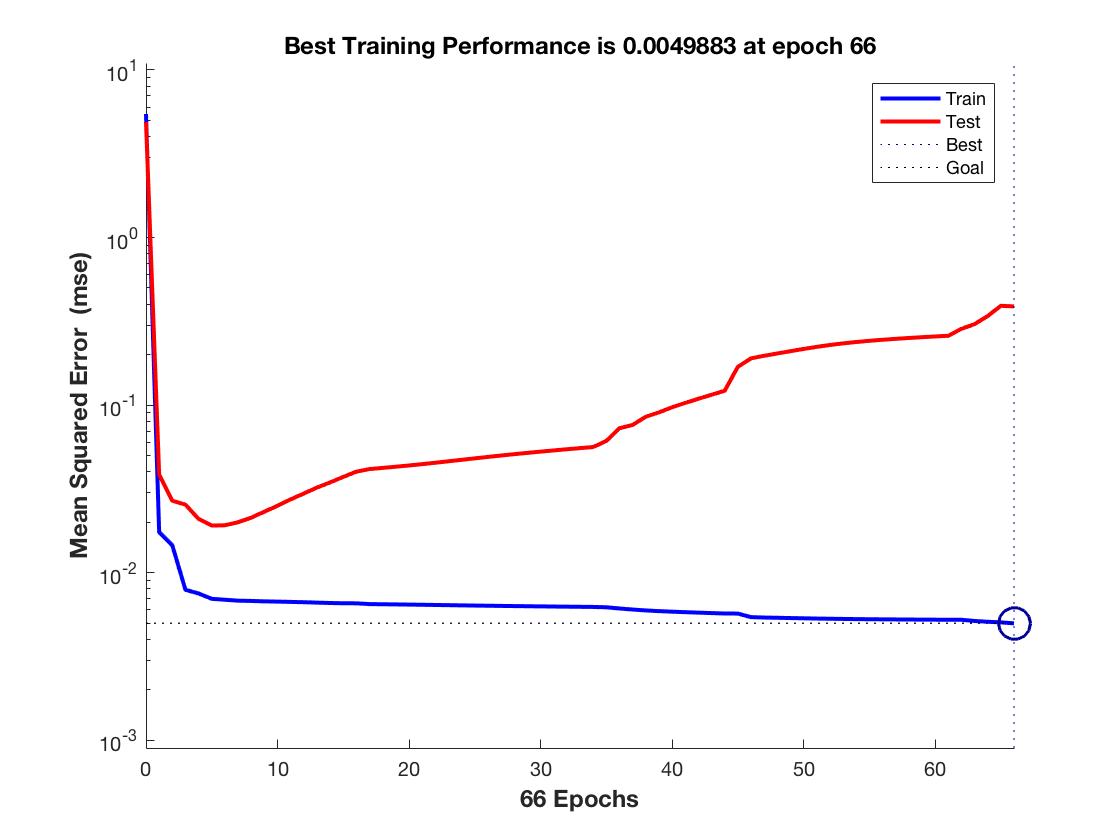 Best Training Performance is 0.0049883 at epoch 66
Mean Squared Error (mse)
10^1
10^0
10^-1
10^-2
10^-3
Train
Test
Best
Goal
0 10 20 30 40 50 60
66 Epochs